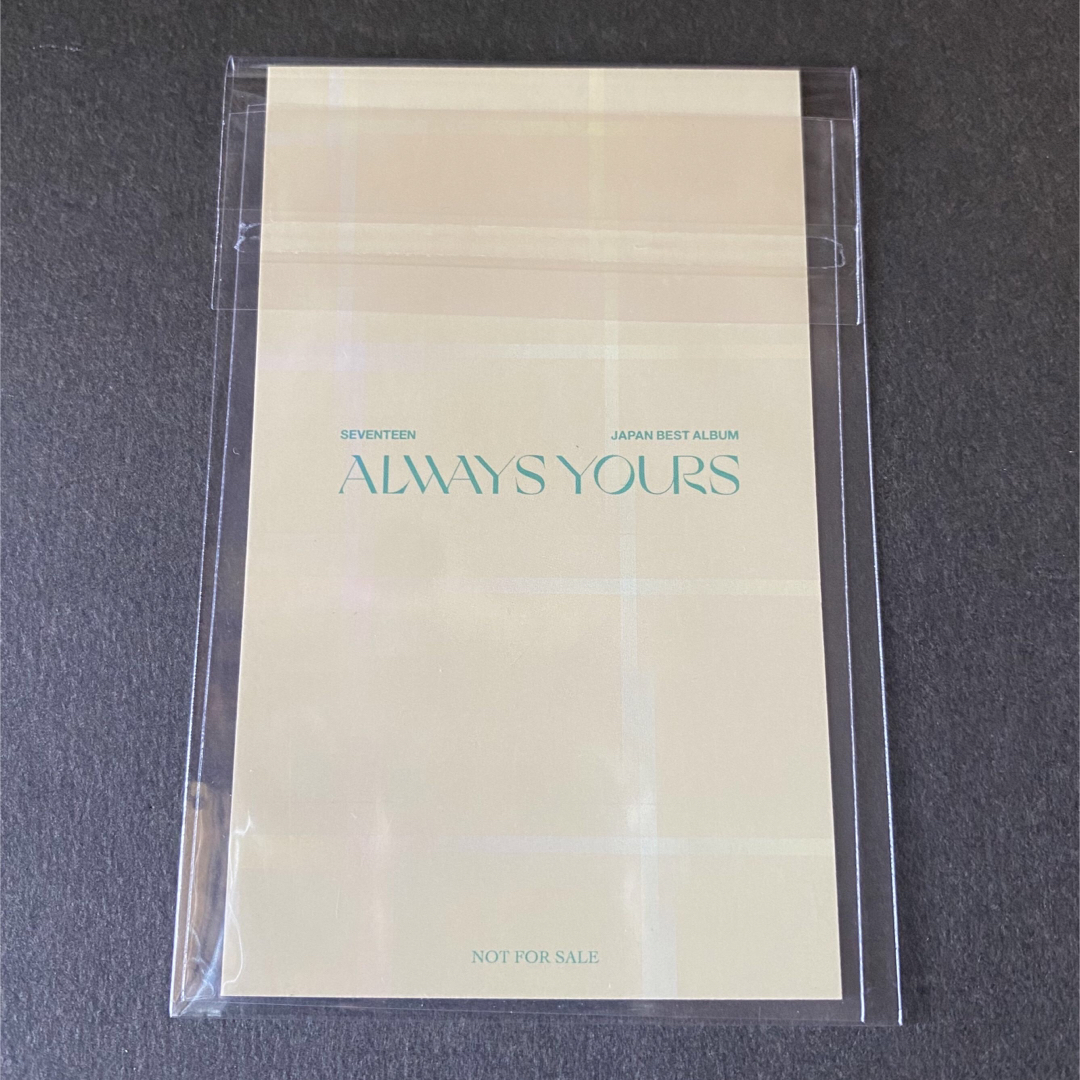 SEVENTEEN JAPAN BEST ALBUM
ALWAYS YOURS
NOT FOR SALE